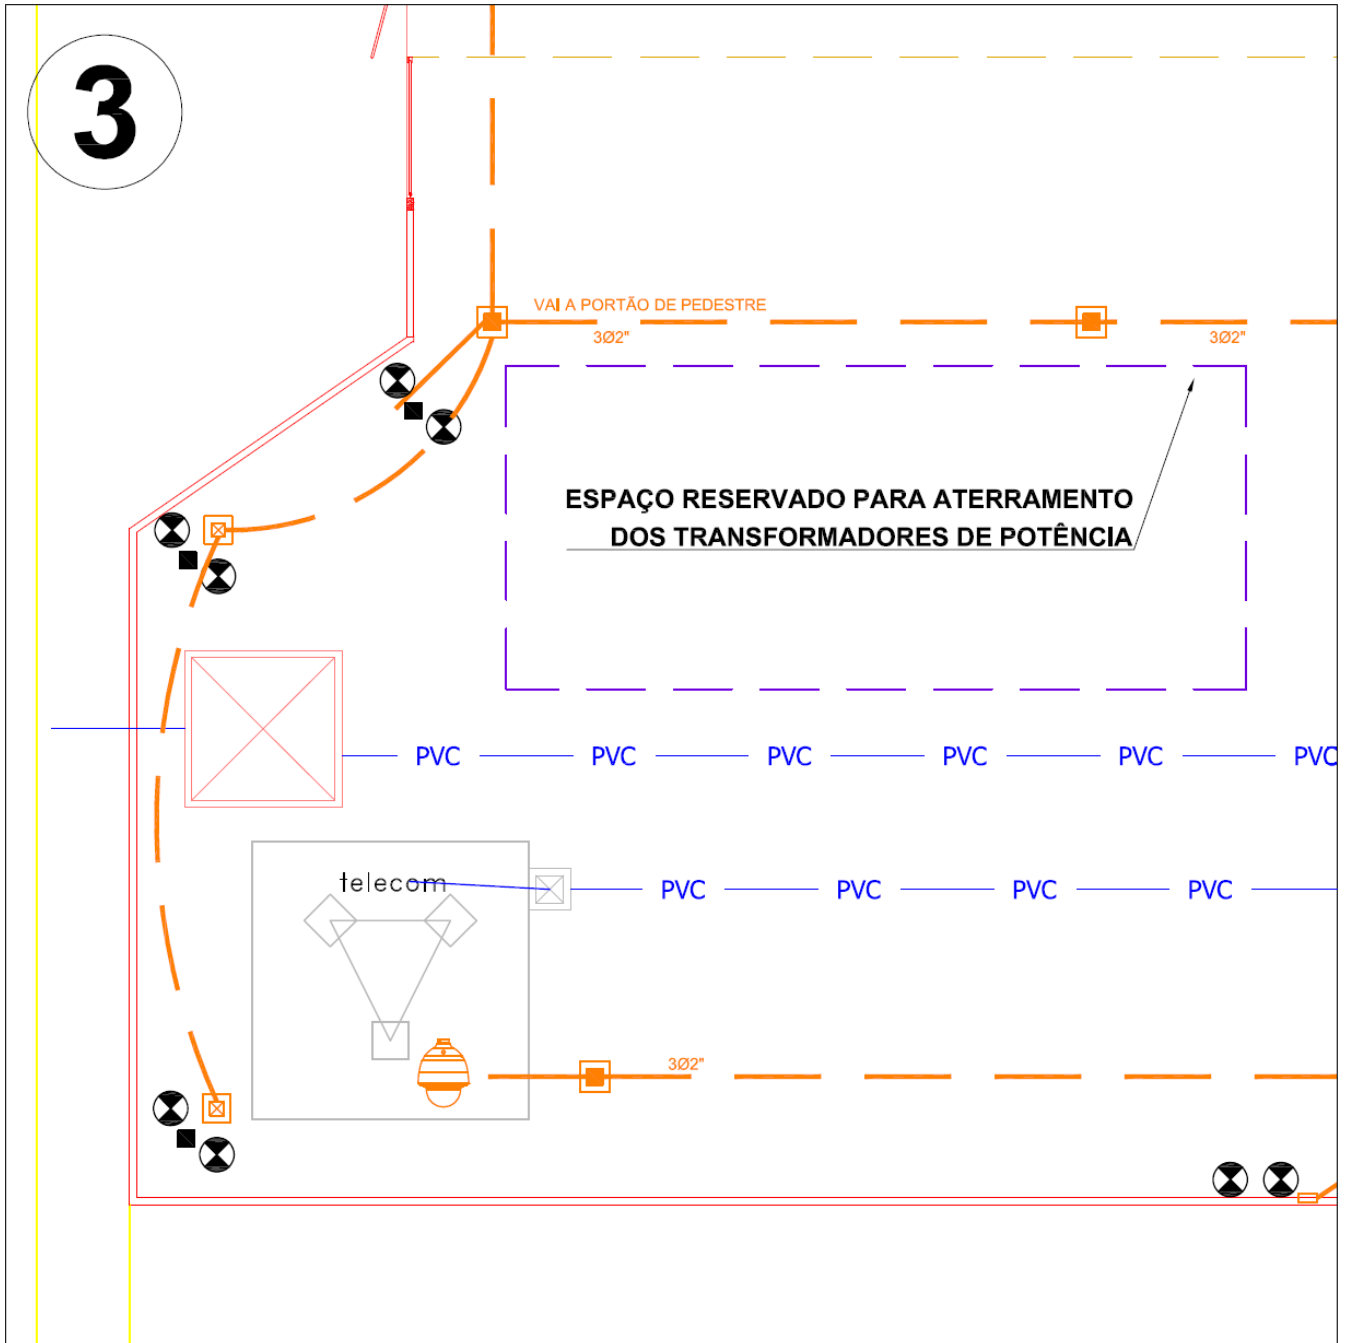 3
VAI A PORTÃO DE PEDESTRE
3Ø2"
3Ø2"
ESPAÇO RESERVADO PARA ATERRAMENTO
DOS TRANSFORMADORES DE POTÊNCIA
PVC PVC PVC PVC PVC PVC
telecom
PVC PVC PVC PVC
3Ø2"